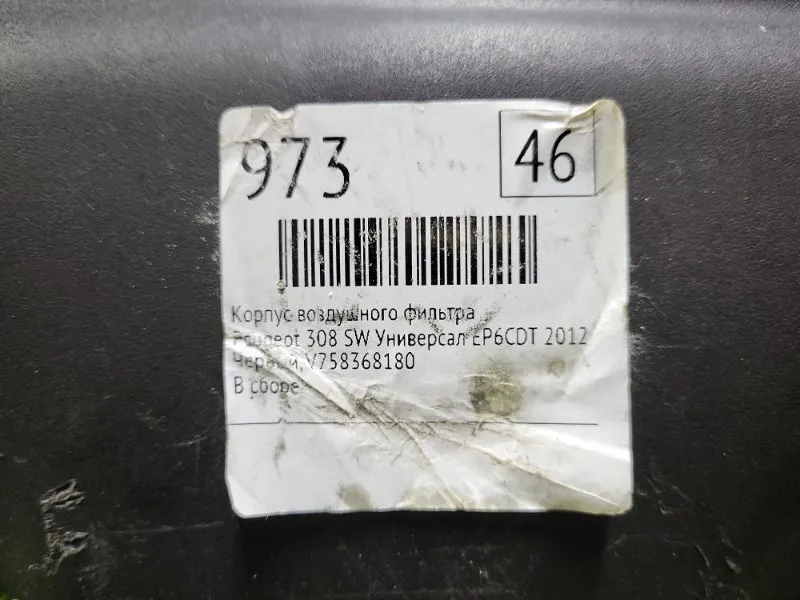 973
46
Корпус воздушного фильтра
Peugeot 308 SW Универсал EP6CDT 2012
Черный, V758368180
В сборе